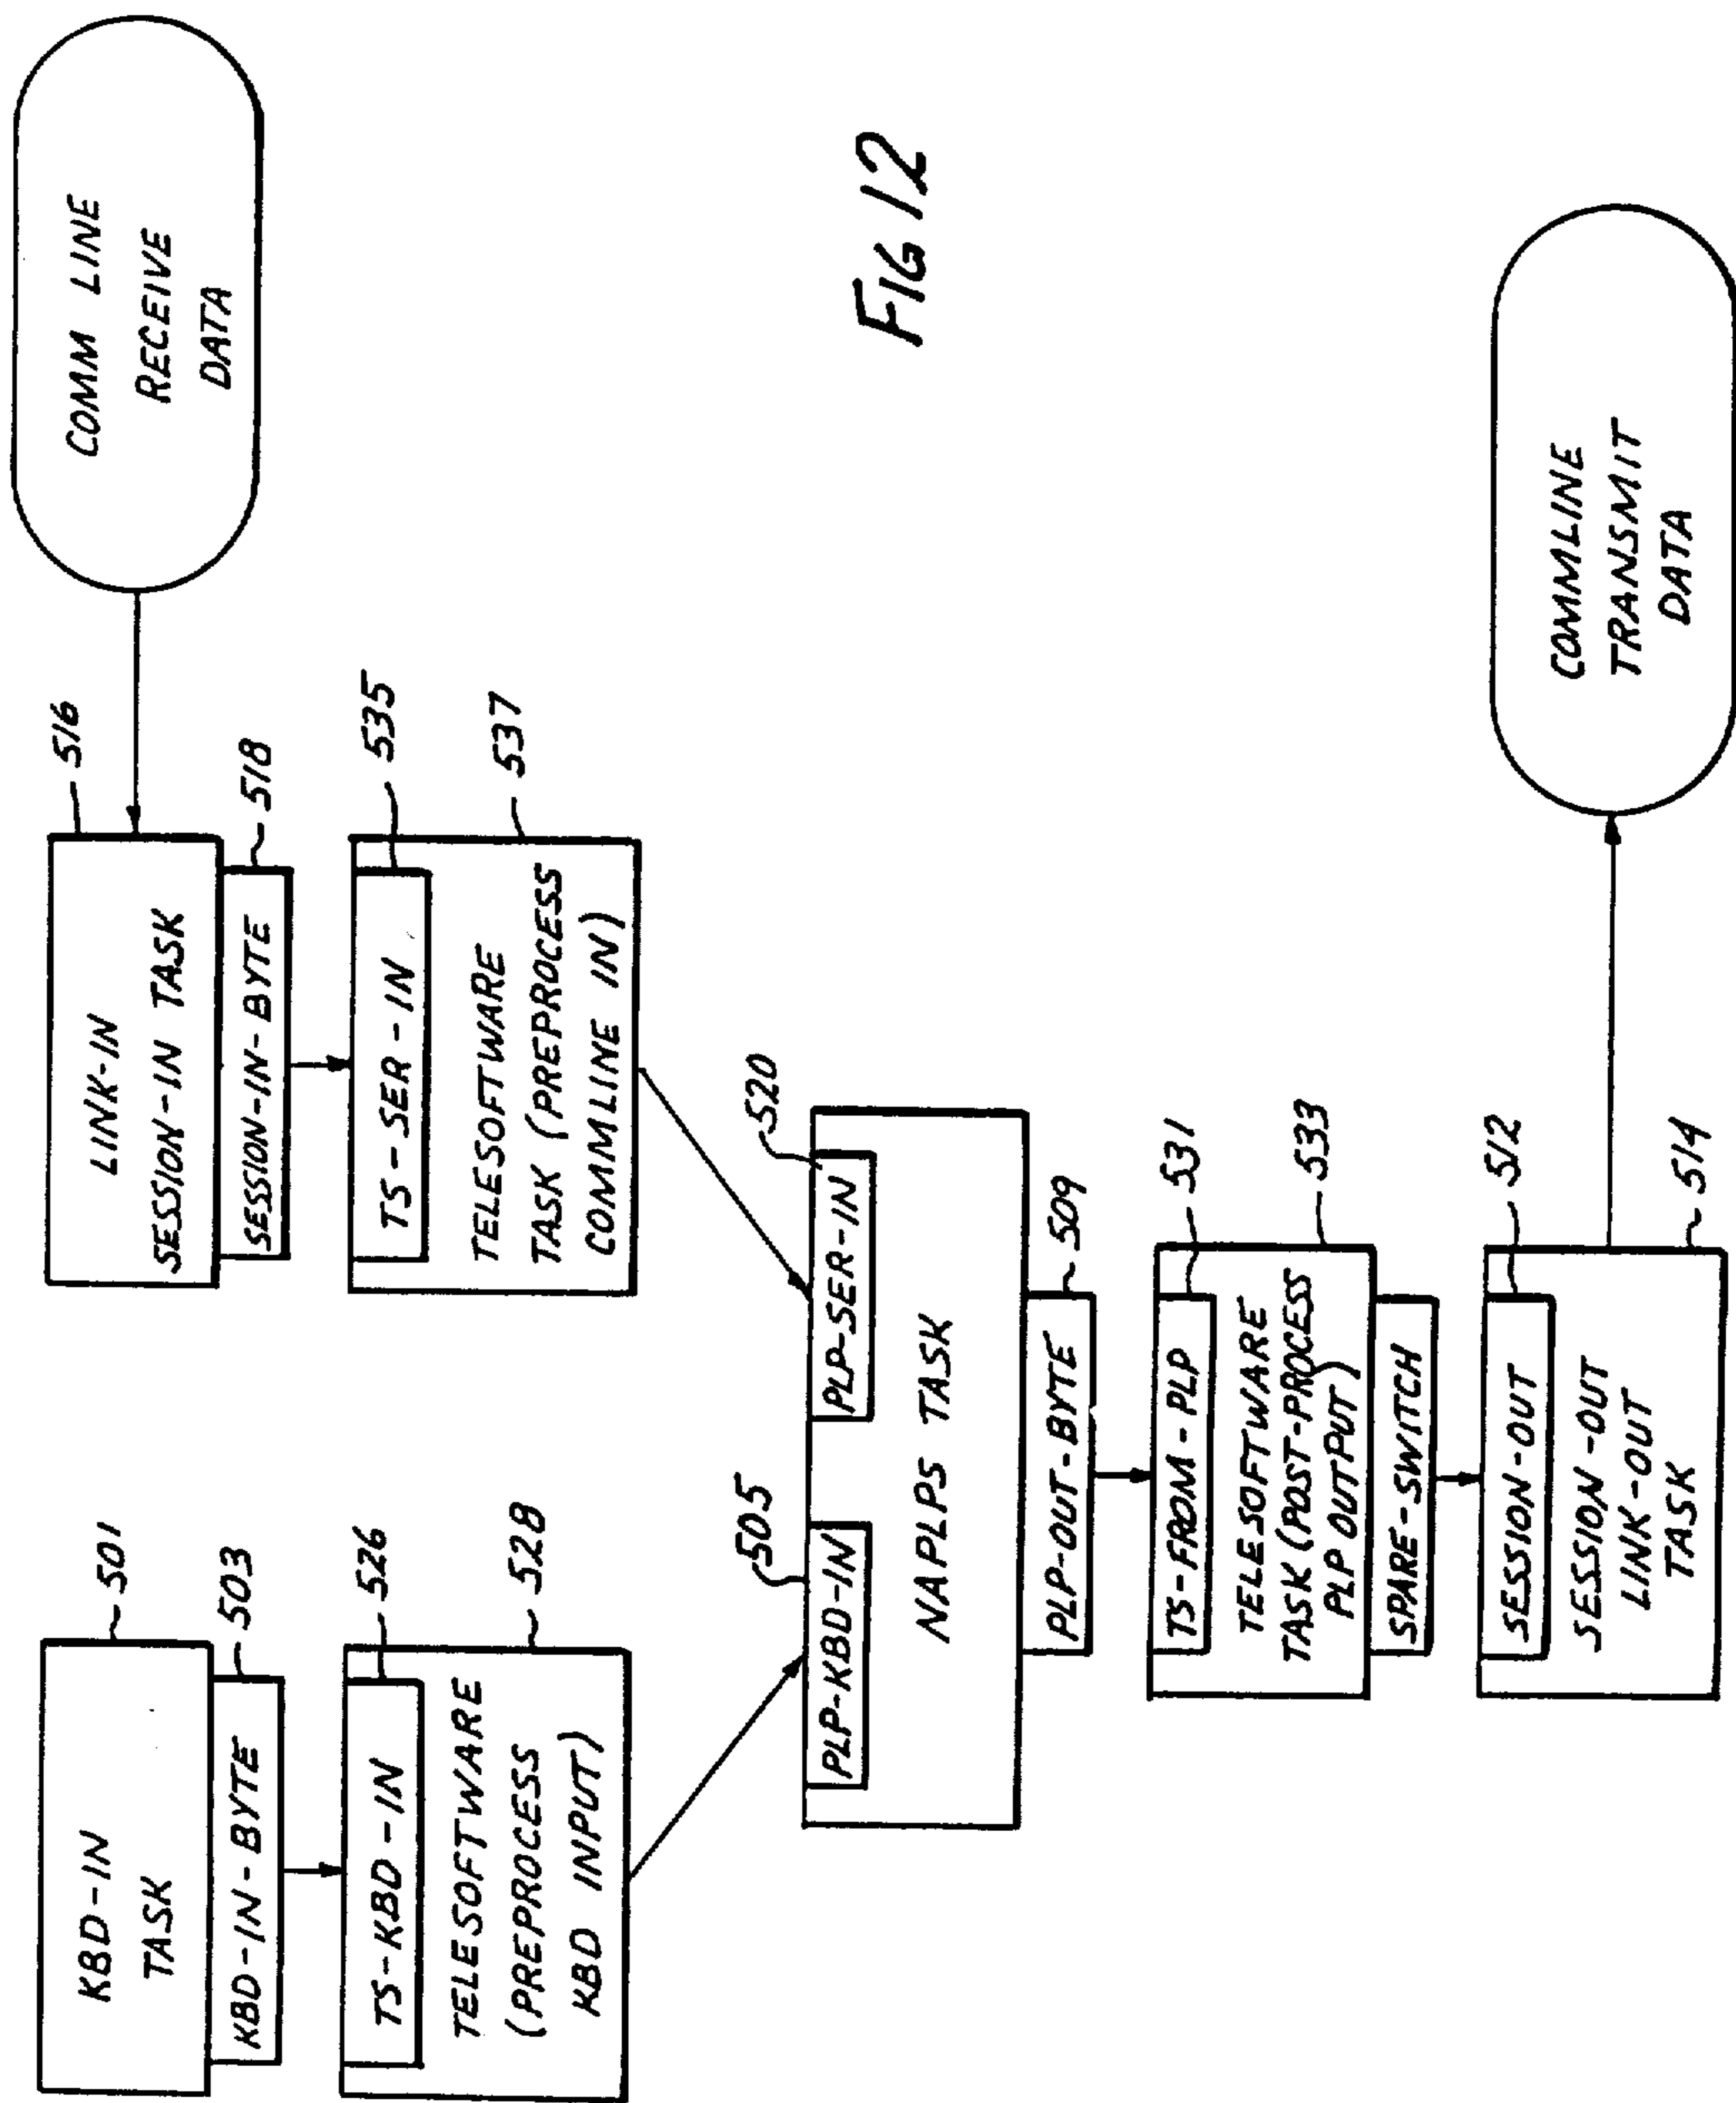 KBD-IN
TASK
501
KBD-IN-BYTE
503
TS-KBD-IN
526
TELESOFTWARE
(PREPROCESS
KBD INPUT)
528
COMM LINE
RECEIVE
DATA
LINK-IN
SESSION-IN TASK
516
SESSION-IN-BYTE
518
TS-SER-IN
535
TELESOFTWARE
TASK (PREPROCESS
COMMLINE IN)
537
505
PLP-KBD-IN
520
PLP-SER-IN
NAPLPS TASK
PLP-OUT-BYTE
509
TS-FROM-PLP
531
TELESOFTWARE
TASK (POST-PROCESS
PLP OUTPUT)
533
SPARE-SWITCH
SESSION-OUT
512
SESSION-OUT
LINK-OUT
TASK
514
COMMLINE
TRANSMIT
DATA
FIG 12